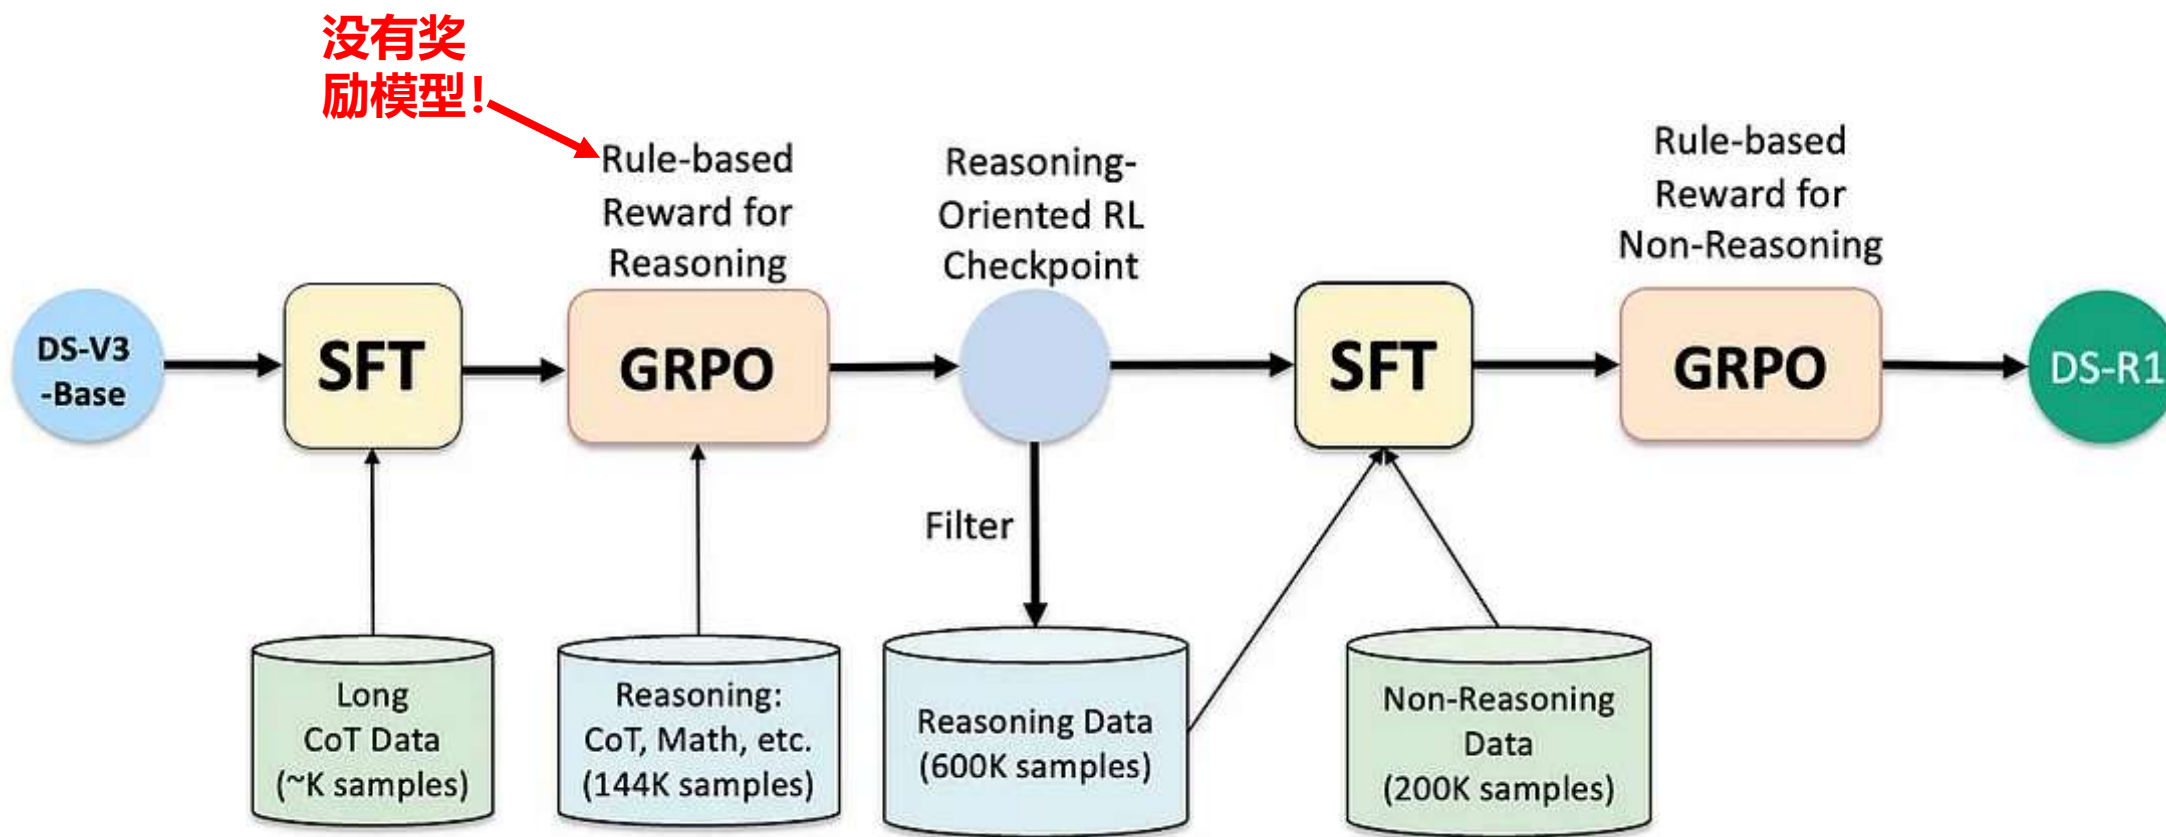 没有奖
励模型！
Rule-based
Reward for
Reasoning
Reasoning-
Oriented RL
Checkpoint
Rule-based
Reward for
Non-Reasoning
DS-V3
-Base
SFT
GRPO
SFT
GRPO
DS-R1
Filter
Long
CoT Data
(~K samples)
Reasoning:
CoT, Math, etc.
(144K samples)
Reasoning Data
(600K samples)
Non-Reasoning
Data
(200K samples)